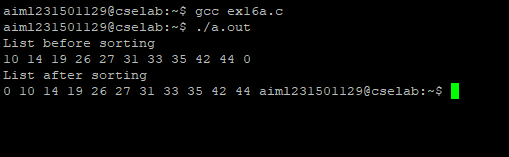 aiml231501129@cselab:~$ gcc ex16a.c
aiml231501129@cselab:~$ ./a.out
List before sorting
10 14 19 26 27 31 33 35 42 44 0
List after sorting
0 10 14 19 26 27 31 33 35 42 44 aiml231501129@cselab:~$